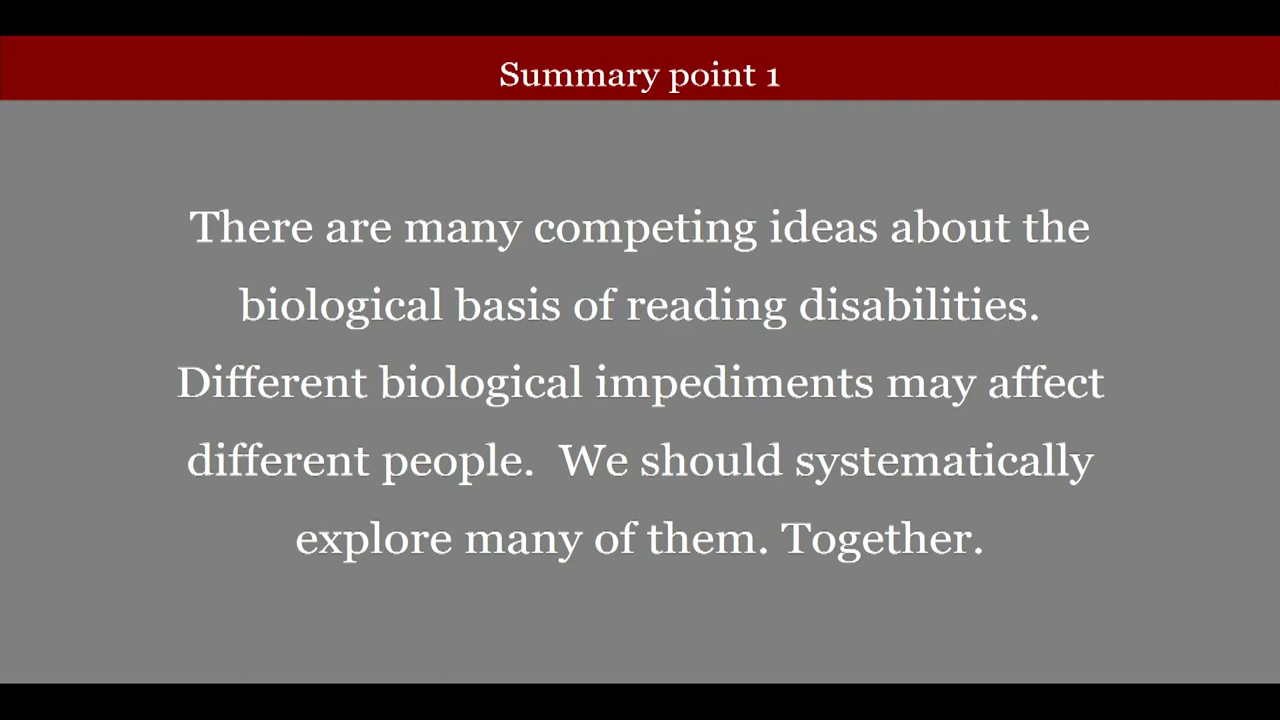 Summary point 1
There are many competing ideas about the
biological basis of reading disabilities.
Different biological impediments may affect
different people.  We should systematically
explore many of them. Together.